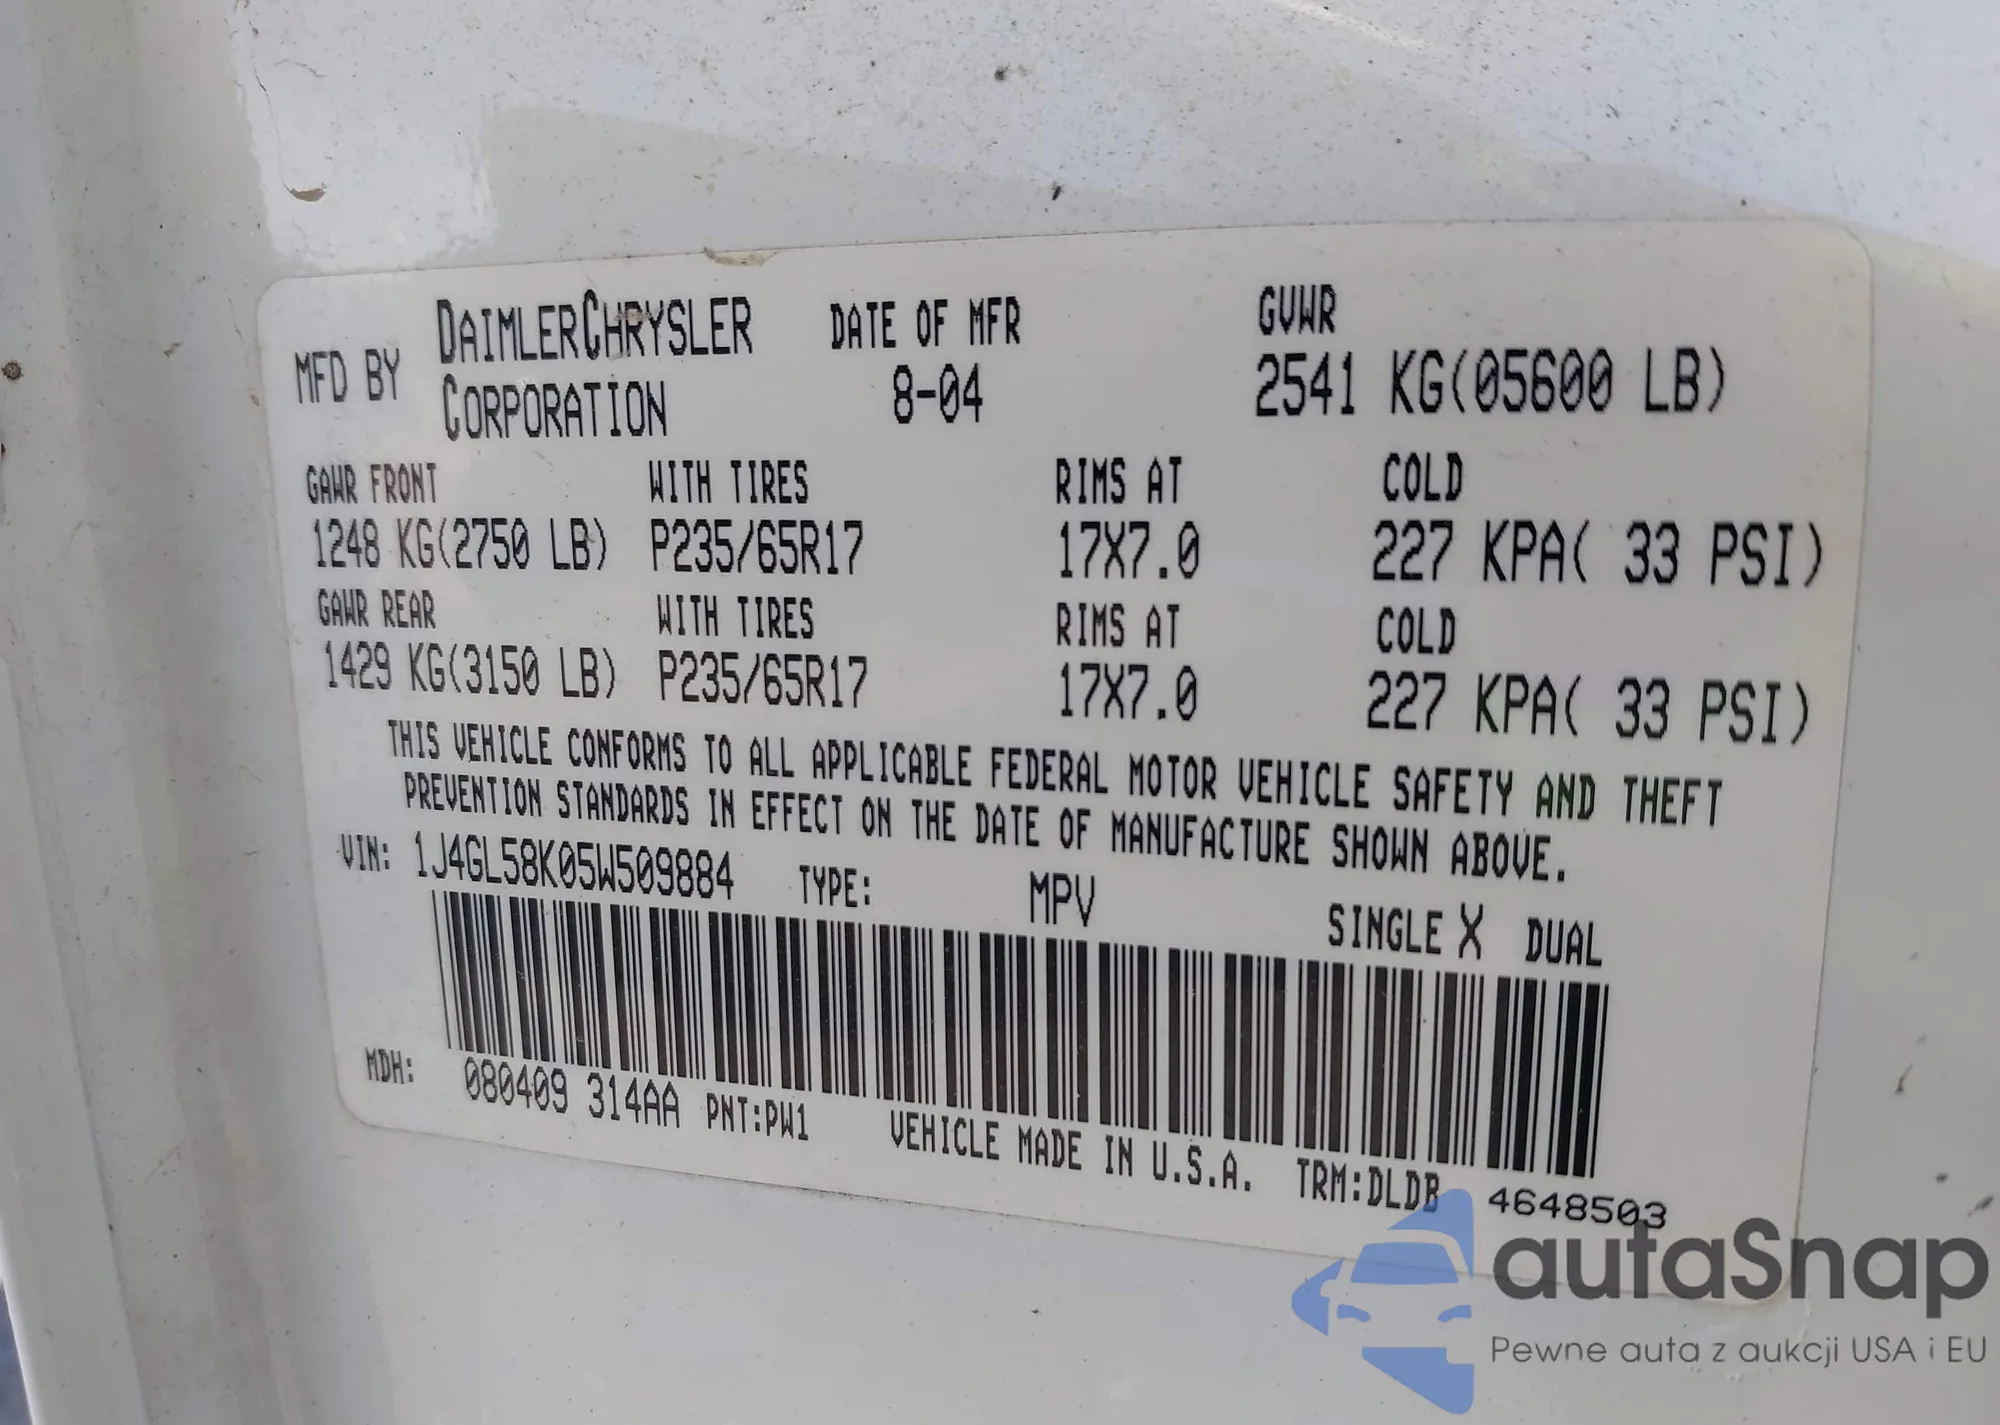 MFD BY DAIMLERCHRYSLER CORPORATION DATE OF MFR 8-04 GVWR 2541 KG(05600 LB)
GAWR FRONT WITH TIRES RIMS AT COLD
1248 KG(2750 LB) P235/65R17 17X7.0 227 KPA( 33 PSI)
GAWR REAR WITH TIRES RIMS AT COLD
1429 KG(3150 LB) P235/65R17 17X7.0 227 KPA( 33 PSI)
THIS VEHICLE CONFORMS TO ALL APPLICABLE FEDERAL MOTOR VEHICLE SAFETY AND THEFT
PREVENTION STANDARDS IN EFFECT ON THE DATE OF MANUFACTURE SHOWN ABOVE.
VIN: 1J4GL58K05W509884 TYPE: MPV SINGLE X DUAL
MDH: 080409 314AA PNT:PW1 VEHICLE MADE IN U.S.A. TRM:DLDB 4648503
autaSnap
Pewne auta z aukcji USA i EU